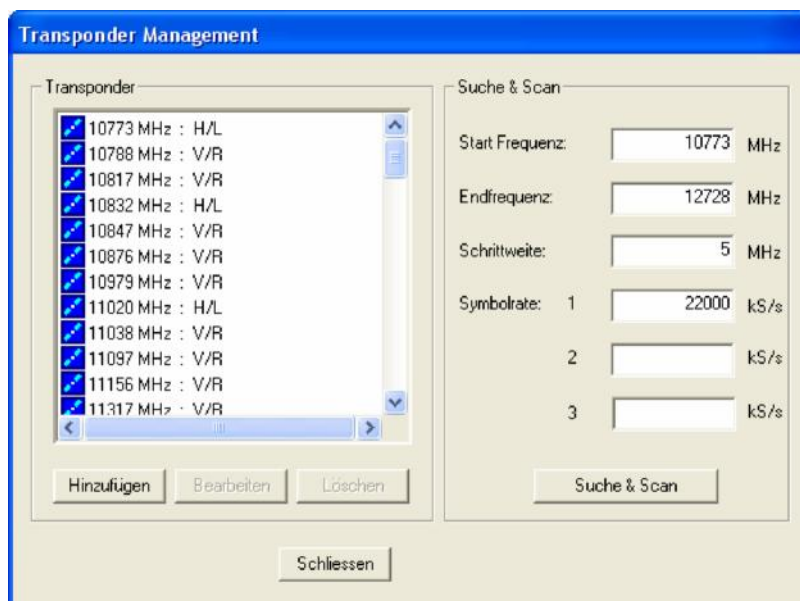 Transponder Management
Transponder
10773 MHz : H/L
10788 MHz : V/R
10817 MHz : V/R
10832 MHz : H/L
10847 MHz : V/R
10876 MHz : V/R
10979 MHz : V/R
11020 MHz : H/L
11038 MHz : V/R
11097 MHz : V/R
11156 MHz : V/R
11317 MHz : V/R
Hinzufügen Bearbeiten Löschen
Suche & Scan
Start Frequenz: 10773 MHz
Endfrequenz: 12728 MHz
Schrittweite: 5 MHz
Symbolrate: 1 22000 kS/s
2 kS/s
3 kS/s
Suche & Scan
Schliessen